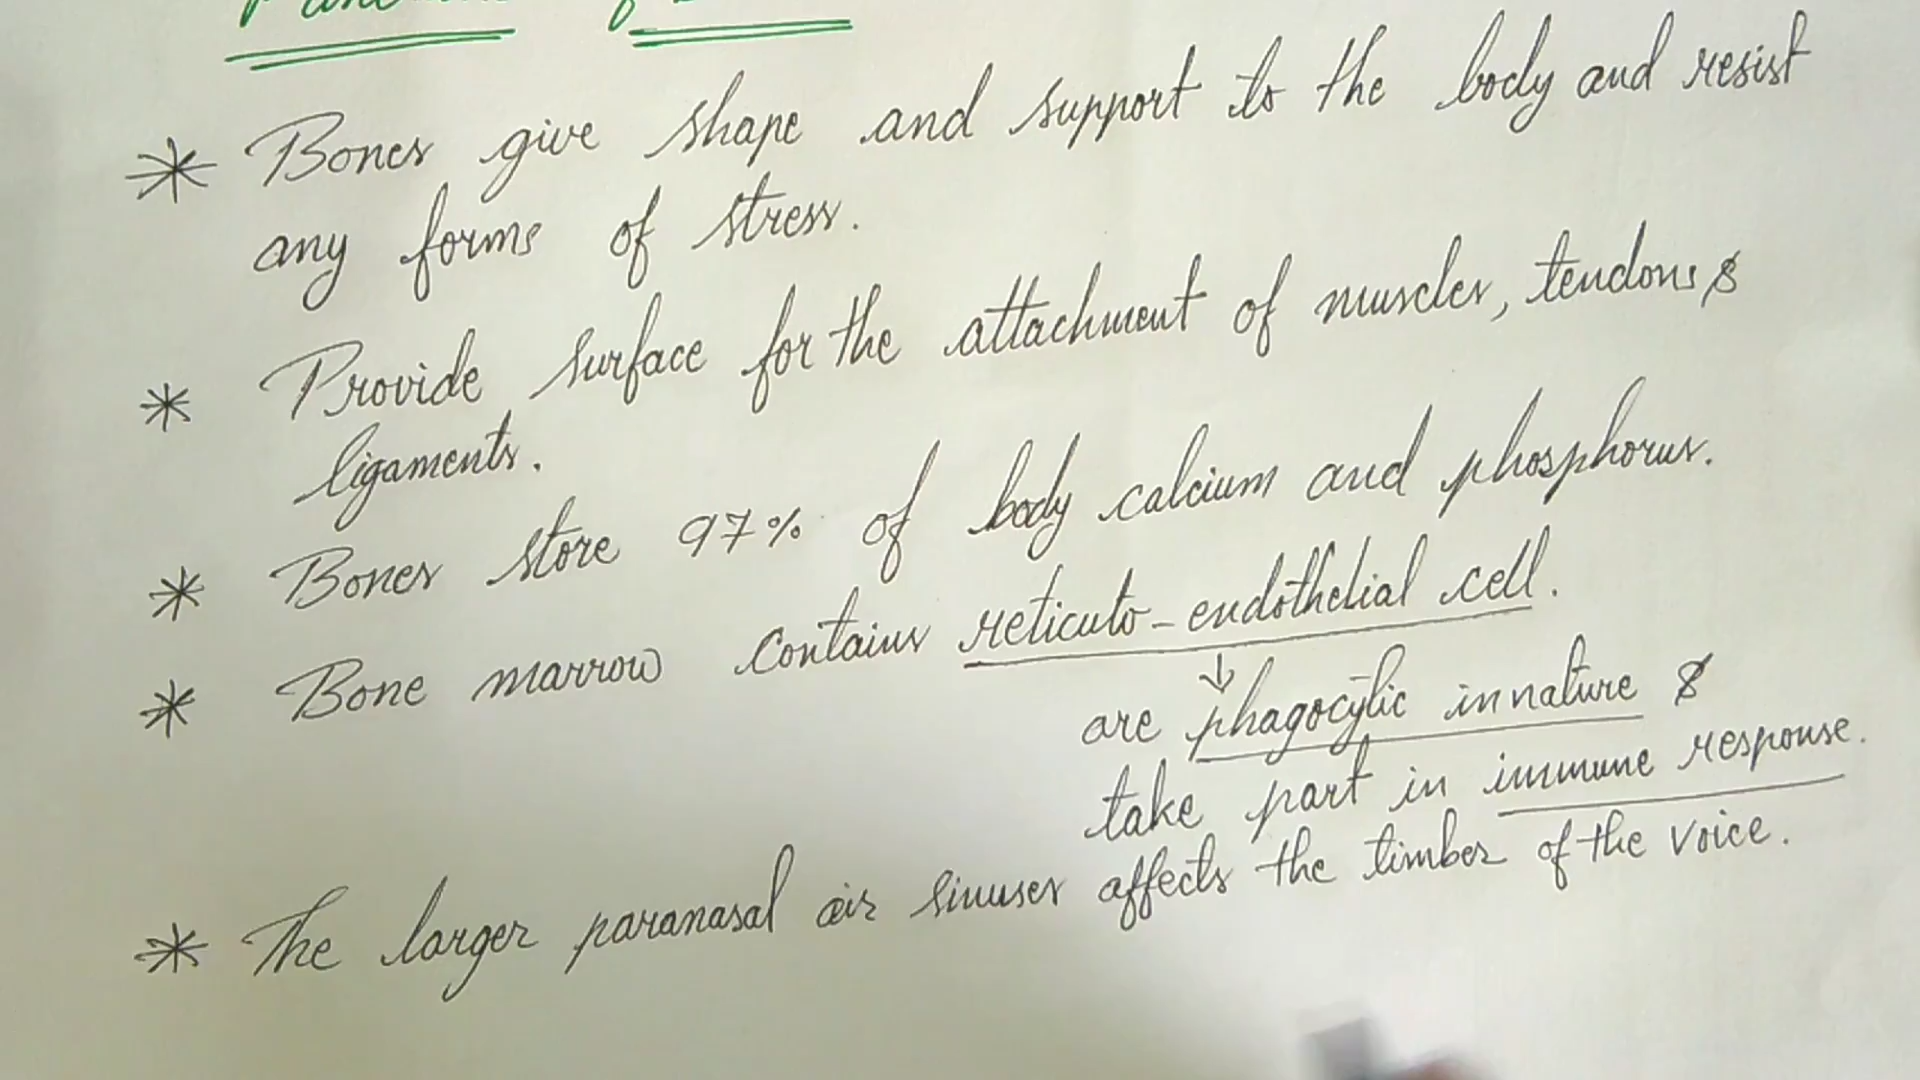 of
* Bones give shape and support to the body and resist
any forms of stress.
* Provide surface for the attachment of muscles, tendons &
ligaments.
* Bones store 97% of body calcium and phosphorus.
* Bone marrow contains reticuto-endothelial cell.
↓
are phagocytic in nature &
take part in immune response.
* The larger paranasal air sinuses affects the timber of the voice.